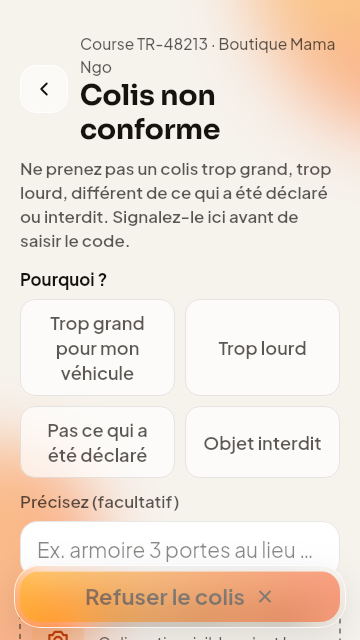 Course TR-48213 · Boutique Mama
Ngo
Colis non
conforme
Ne prenez pas un colis trop grand, trop
lourd, différent de ce qui a été déclaré
ou interdit. Signalez-le ici avant de
saisir le code.
Pourquoi ?
Trop grand
pour mon
véhicule
Trop lourd
Pas ce qui a
été déclaré
Objet interdit
Précisez (facultatif)
Ex. armoire 3 portes au lieu ...
Refuser le colis ×